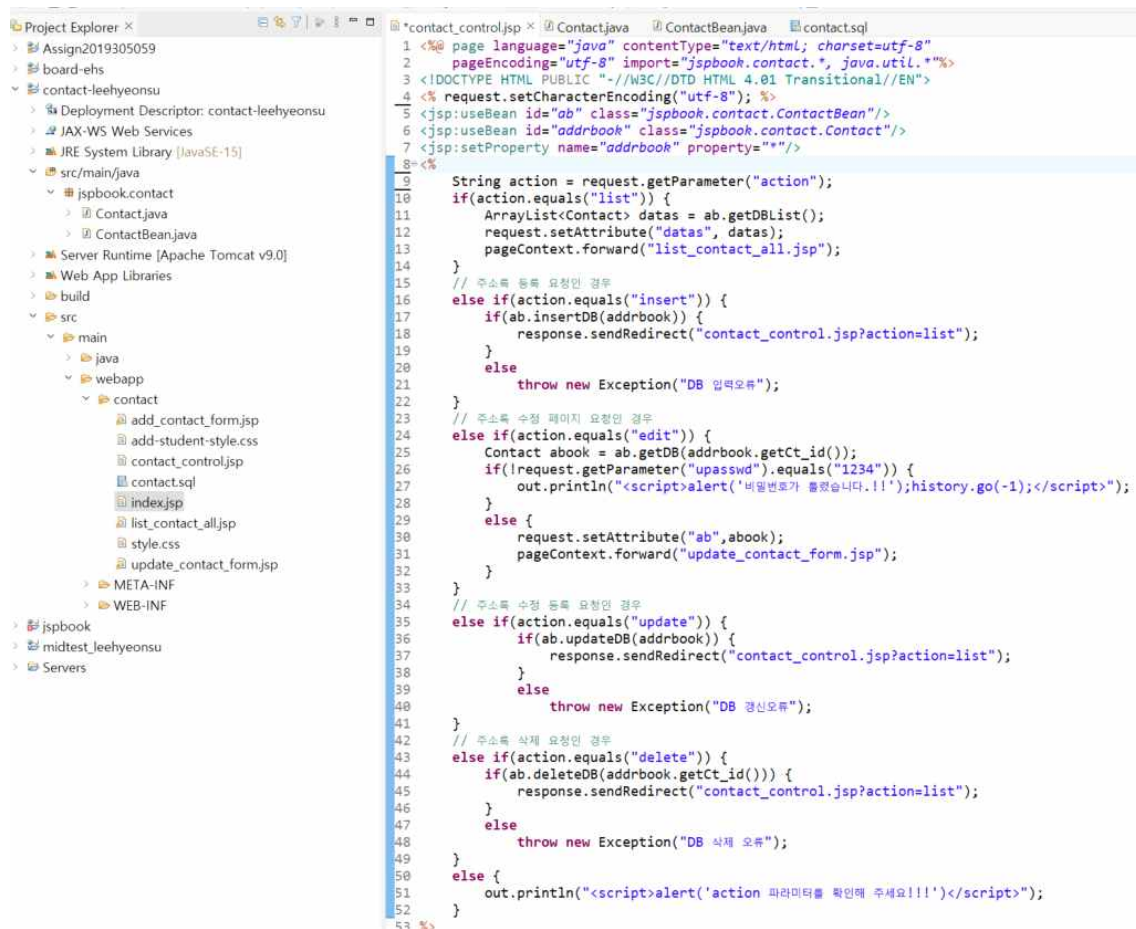 Project Explorer ×
Assign2019305059
board-ehs
contact-leehyeonsu
Deployment Descriptor: contact-leehyeonsu
JAX-WS Web Services
JRE System Library [JavaSE-15]
src/main/java
jspbook.contact
Contact.java
ContactBean.java
Server Runtime [Apache Tomcat v9.0]
Web App Libraries
build
src
main
java
webapp
contact
add_contact_form.jsp
add-student-style.css
contact_control.jsp
contact.sql
index.jsp
list_contact_all.jsp
style.css
update_contact_form.jsp
META-INF
WEB-INF
jspbook
midtest_leehyeonsu
Servers
*contact_control.jsp × Contact.java ContactBean.java contact.sql
1 <%@ page language="java" contentType="text/html; charset=utf-8"
2 pageEncoding="utf-8" import="jspbook.contact.*, java.util.*"%>
3 <!DOCTYPE HTML PUBLIC "-//W3C//DTD HTML 4.01 Transitional//EN">
4 <% request.setCharacterEncoding("utf-8"); %>
5 <jsp:useBean id="ab" class="jspbook.contact.ContactBean"/>
6 <jsp:useBean id="addrbook" class="jspbook.contact.Contact"/>
7 <jsp:setProperty name="addrbook" property="*"/>
8 <%
9 String action = request.getParameter("action");
10 if(action.equals("list")) {
11 ArrayList<Contact> datas = ab.getDBList();
12 request.setAttribute("datas", datas);
13 pageContext.forward("list_contact_all.jsp");
14 }
15 // 주소록 등록 요청인 경우
16 else if(action.equals("insert")) {
17 if(ab.insertDB(addrbook)) {
18 response.sendRedirect("contact_control.jsp?action=list");
19 }
20 else
21 throw new Exception("DB 입력오류");
22 }
23 // 주소록 수정 페이지 요청인 경우
24 else if(action.equals("edit")) {
25 Contact abook = ab.getDB(addrbook.getCt_id());
26 if(!request.getParameter("upasswd").equals("1234")) {
27 out.println("<script>alert('비밀번호가 틀렸습니다.!!');history.go(-1);</script>");
28 }
29 else {
30 request.setAttribute("ab",abook);
31 pageContext.forward("update_contact_form.jsp");
32 }
33 }
34 // 주소록 수정 등록 요청인 경우
35 else if(action.equals("update")) {
36 if(ab.updateDB(addrbook)) {
37 response.sendRedirect("contact_control.jsp?action=list");
38 }
39 else
40 throw new Exception("DB 갱신오류");
41 }
42 // 주소록 삭제 요청인 경우
43 else if(action.equals("delete")) {
44 if(ab.deleteDB(addrbook.getCt_id())) {
45 response.sendRedirect("contact_control.jsp?action=list");
46 }
47 else
48 throw new Exception("DB 삭제 오류");
49 }
50 else {
51 out.println("<script>alert('action 파라미터를 확인해 주세요!!!')</script>");
52 }
53 %>